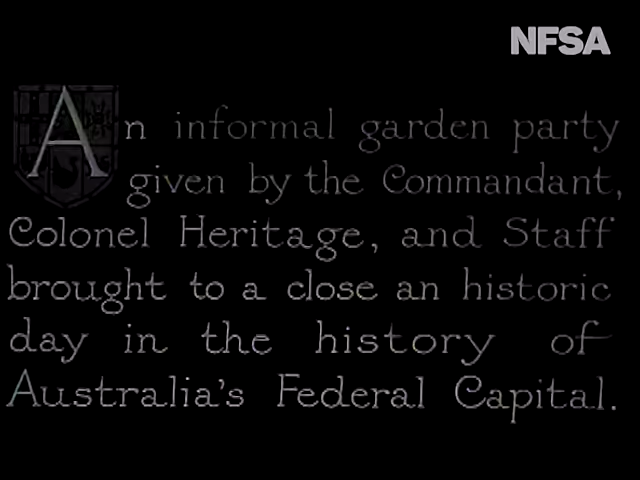 NFSA
An informal garden party
given by the Commandant,
Colonel Heritage, and Staff
brought to a close an historic
day in the history of
Australia's Federal Capital.